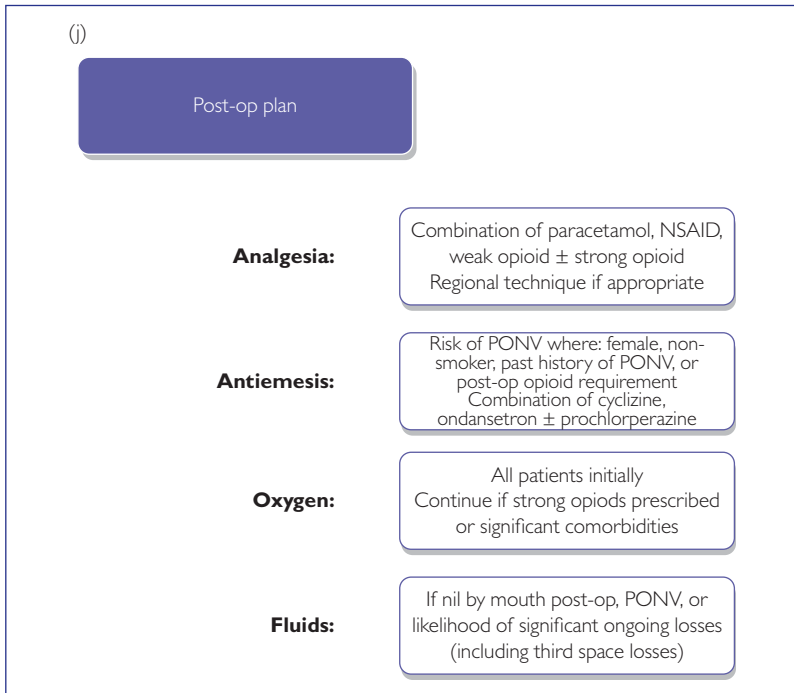 (j)
Post-op plan
Analgesia:
Combination of paracetamol, NSAID,
weak opioid ± strong opioid
Regional technique if appropriate
Antiemesis:
Risk of PONV where: female, non-
smoker, past history of PONV, or
post-op opioid requirement
Combination of cyclizine,
ondansetron ± prochlorperazine
Oxygen:
All patients initially
Continue if strong opiods prescribed
or significant comorbidities
Fluids:
If nil by mouth post-op, PONV, or
likelihood of significant ongoing losses
(including third space losses)